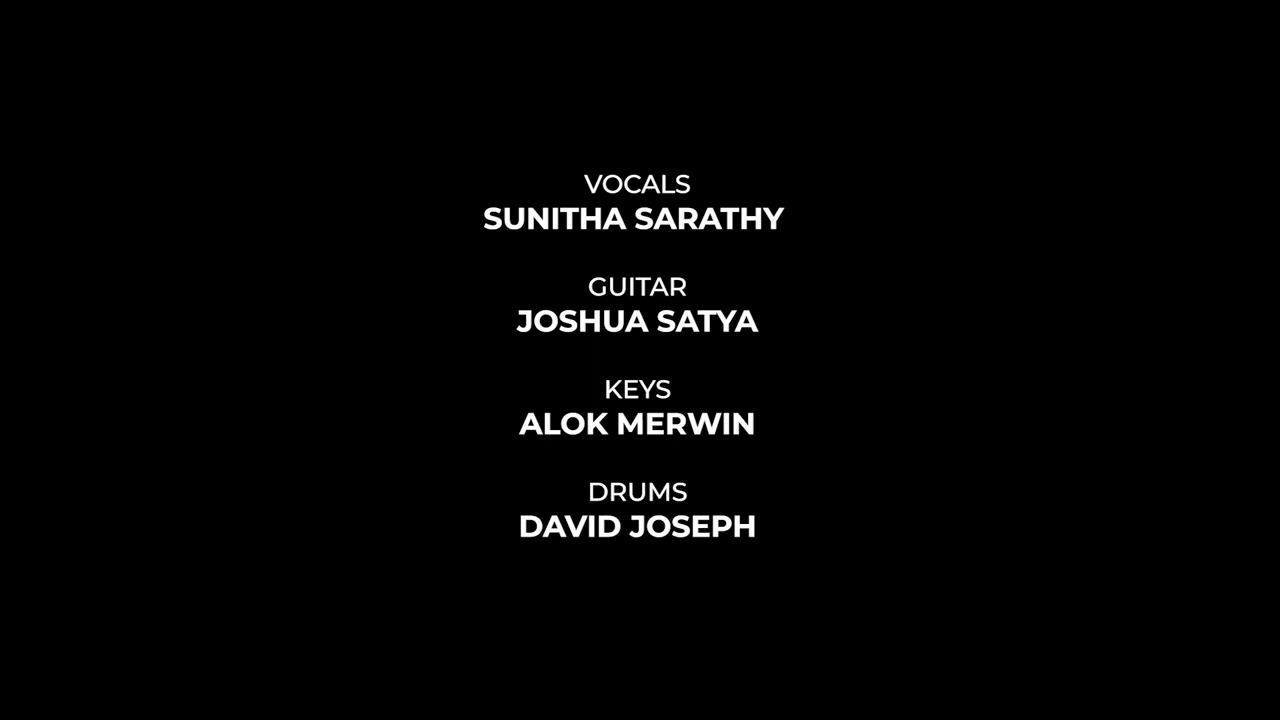 VOCALS
SUNITHA SARATHY
GUITAR
JOSHUA SATYA
KEYS
ALOK MERWIN
DRUMS
DAVID JOSEPH